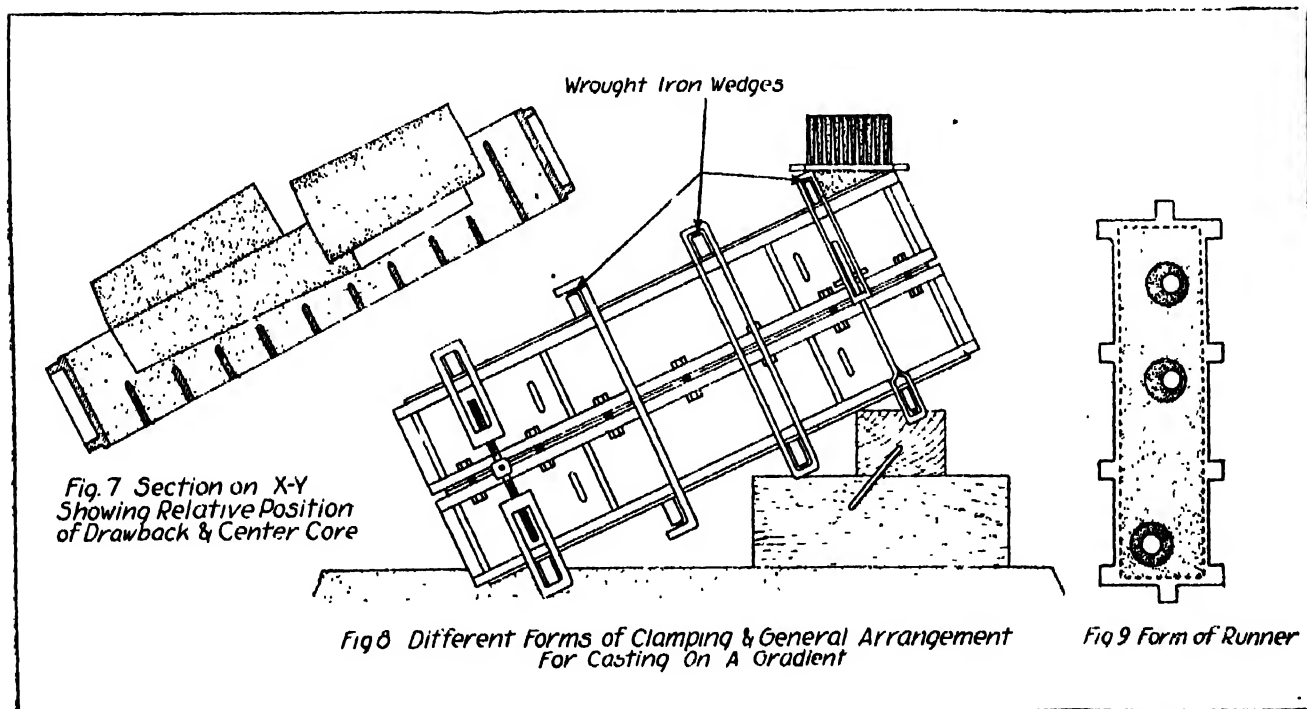 Wrought Iron Wedges
Fig. 7 Section on X-Y
Showing Relative Position
of Drawback & Center Core
Fig 8 Different Forms of Clamping & General Arrangement
For Casting On A Gradient
Fig 9 Form of Runner